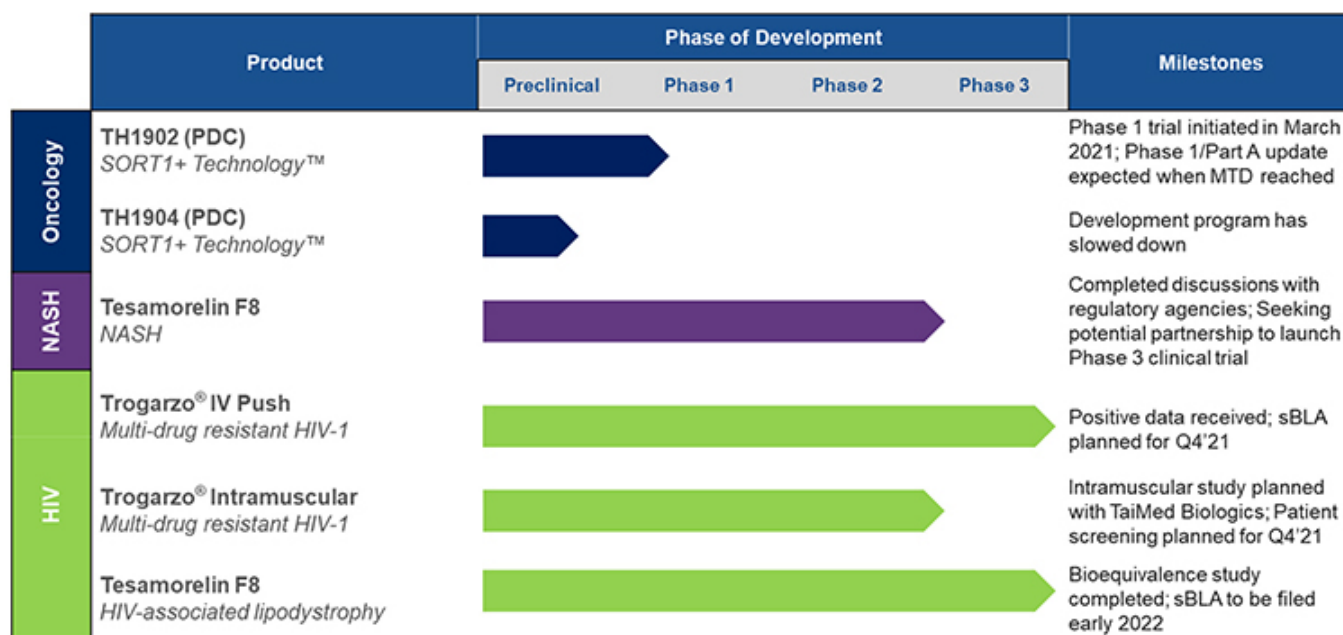 Product
Phase of Development
Milestones
Preclinical
Phase 1
Phase 2
Phase 3
Oncology
TH1902 (PDC)
SORT1+ Technology™
Phase 1 trial initiated in March
2021; Phase 1/Part A update
expected when MTD reached
TH1904 (PDC)
SORT1+ Technology™
Development program has
slowed down
NASH
Tesamorelin F8
NASH
Completed discussions with
regulatory agencies; Seeking
potential partnership to launch
Phase 3 clinical trial
HIV
Trogarzo® IV Push
Multi-drug resistant HIV-1
Positive data received; sBLA
planned for Q4’21
Trogarzo® Intramuscular
Multi-drug resistant HIV-1
Intramuscular study planned
with TaiMed Biologics; Patient
screening planned for Q4’21
Tesamorelin F8
HIV-associated lipodystrophy
Bioequivalence study
completed; sBLA to be filed
early 2022